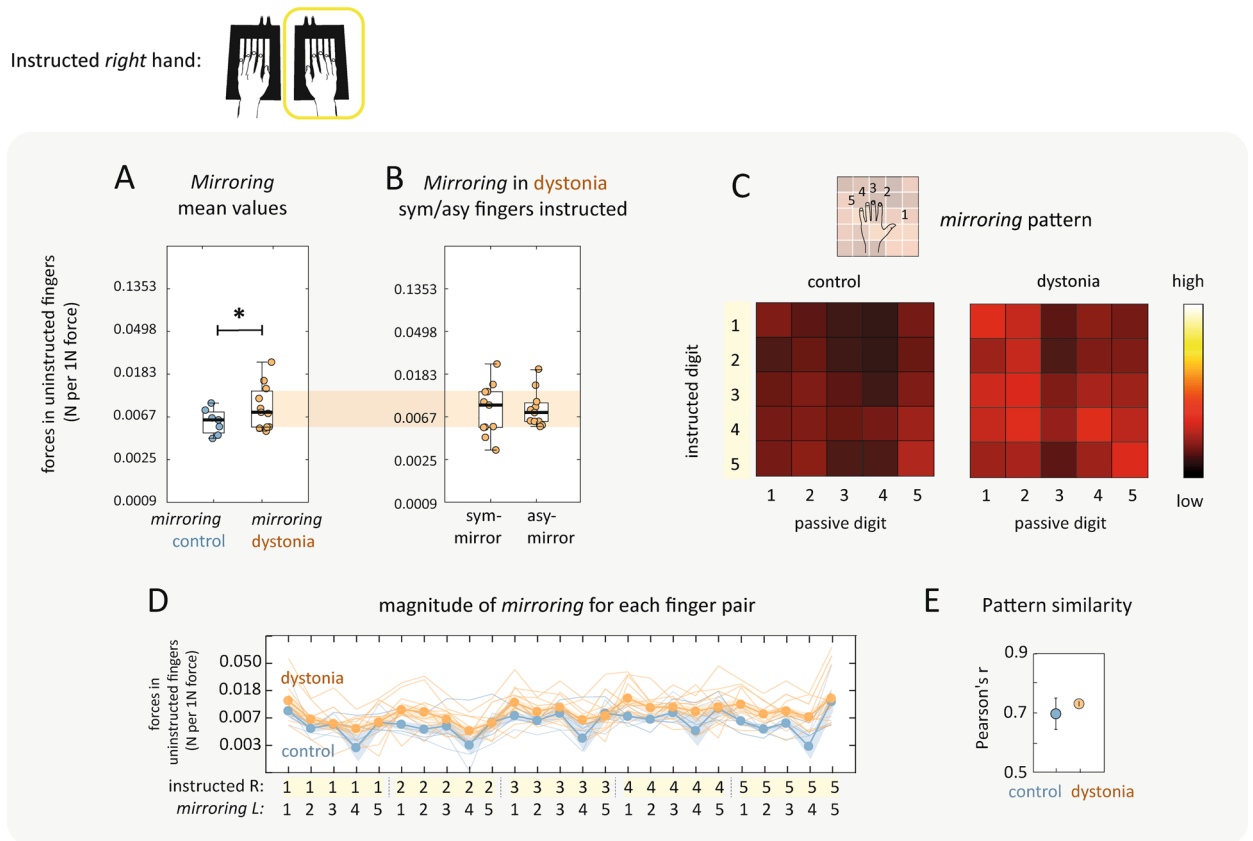 Instructed right hand:
A
Mirroring
mean values
forces in uninstructed fingers
(N per 1N force)
0.1353
0.0498
0.0183
0.0067
0.0025
0.0009
*
mirroring
control
mirroring
dystonia
B
Mirroring in dystonia
sym/asy fingers instructed
0.1353
0.0498
0.0183
0.0067
0.0025
0.0009
sym-
mirror
asy-
mirror
C
5 4 3 2 1
mirroring pattern
control
dystonia
high
low
instructed digit
1
2
3
4
5
1 2 3 4 5
passive digit
1 2 3 4 5
passive digit
D
magnitude of mirroring for each finger pair
forces in
uninstructed fingers
(N per 1N force)
0.050
0.018
0.007
0.003
dystonia
control
instructed R: 1 1 1 1 1 2 2 2 2 2 3 3 3 3 3 4 4 4 4 4 5 5 5 5 5
mirroring L: 1 2 3 4 5 1 2 3 4 5 1 2 3 4 5 1 2 3 4 5 1 2 3 4 5
E
Pattern similarity
Pearson's r
0.9
0.7
0.5
control dystonia